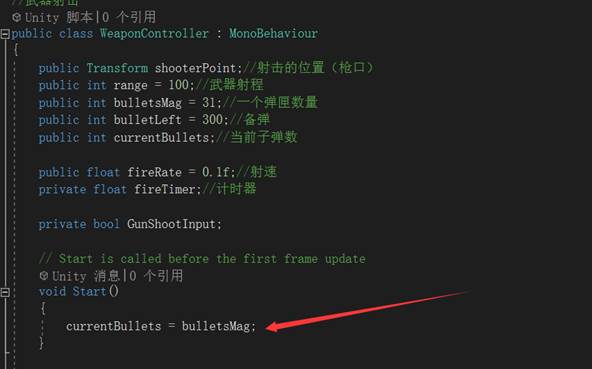 //武器射击
Unity 脚本|0 个引用
public class WeaponController : MonoBehaviour
{
public Transform shooterPoint;//射击的位置（枪口）
public int range = 100;//武器射程
public int bulletsMag = 31;//一个弹匣数量
public int bulletLeft = 300;//备弹
public int currentBullets;//当前子弹数
public float fireRate = 0.1f;//射速
private float fireTimer;//计时器
private bool GunShootInput;
// Start is called before the first frame update
Unity 消息|0 个引用
void Start()
{
currentBullets = bulletsMag;
}